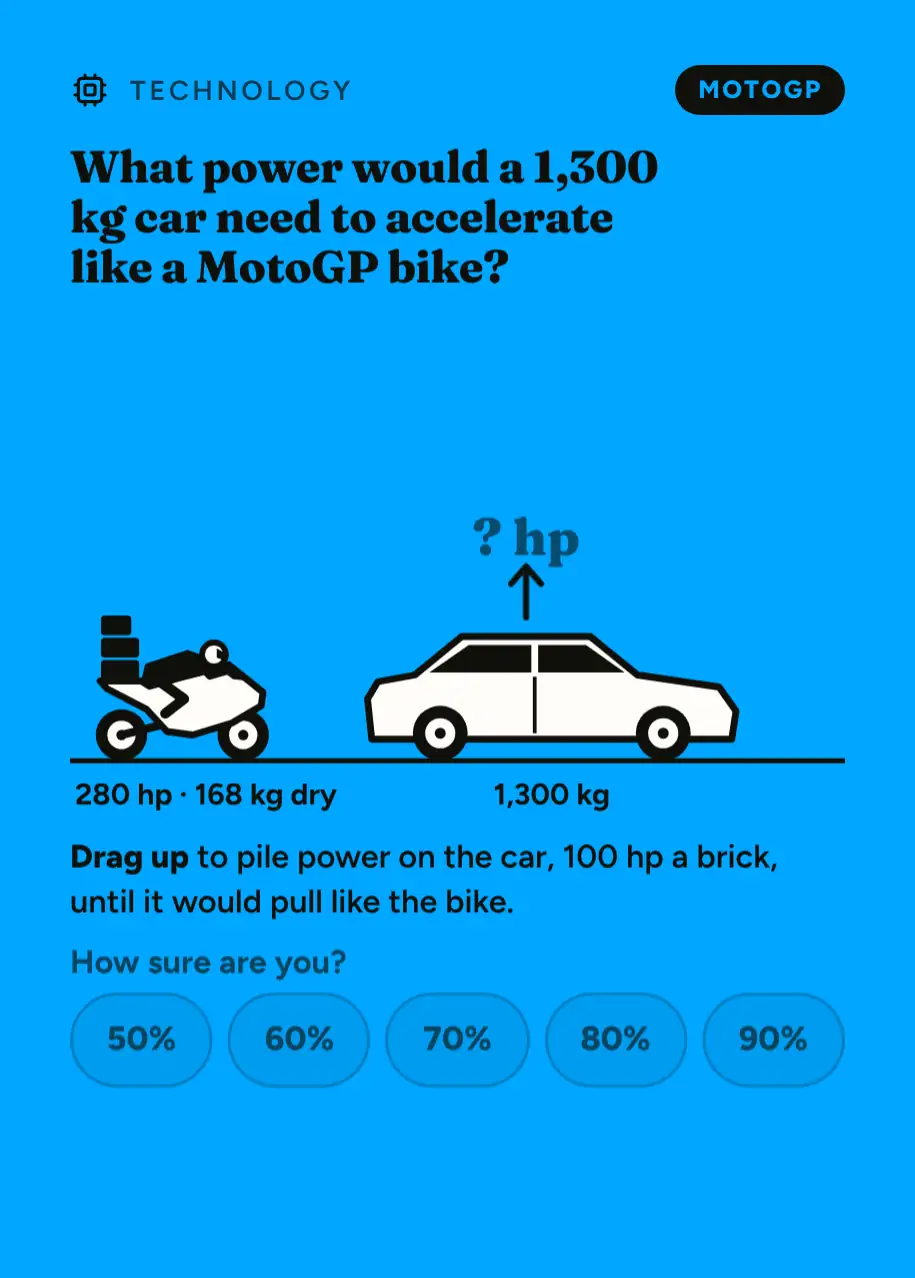 TECHNOLOGY
MOTOGP
What power would a 1,300
kg car need to accelerate
like a MotoGP bike?
? hp
280 hp · 168 kg dry
1,300 kg
Drag up to pile power on the car, 100 hp a brick,
until it would pull like the bike.
How sure are you?
50%
60%
70%
80%
90%